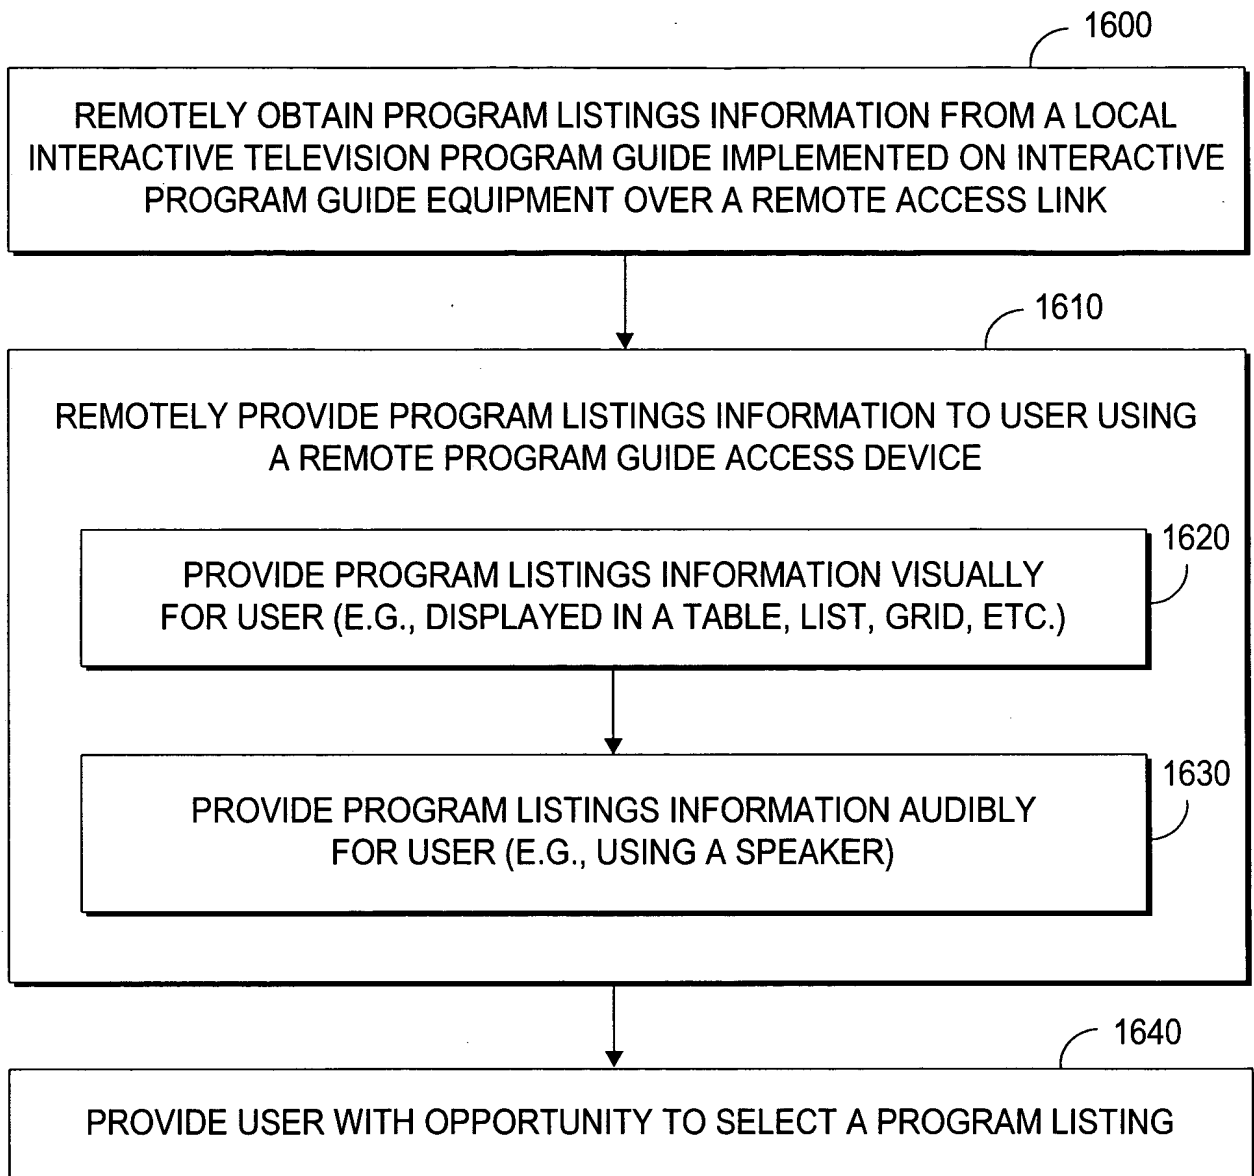 1600
REMOTELY OBTAIN PROGRAM LISTINGS INFORMATION FROM A LOCAL
INTERACTIVE TELEVISION PROGRAM GUIDE IMPLEMENTED ON INTERACTIVE
PROGRAM GUIDE EQUIPMENT OVER A REMOTE ACCESS LINK
1610
REMOTELY PROVIDE PROGRAM LISTINGS INFORMATION TO USER USING
A REMOTE PROGRAM GUIDE ACCESS DEVICE
1620
PROVIDE PROGRAM LISTINGS INFORMATION VISUALLY
FOR USER (E.G., DISPLAYED IN A TABLE, LIST, GRID, ETC.)
1630
PROVIDE PROGRAM LISTINGS INFORMATION AUDIBLY
FOR USER (E.G., USING A SPEAKER)
1640
PROVIDE USER WITH OPPORTUNITY TO SELECT A PROGRAM LISTING